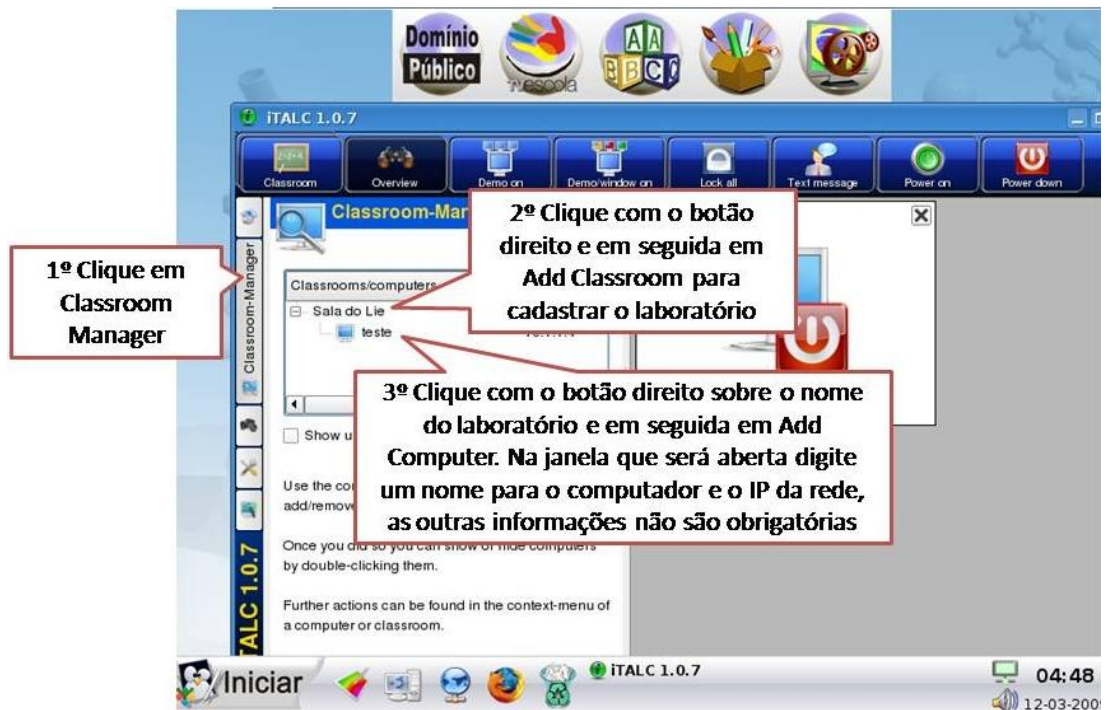 Domínio
Público
tvescola
A A
B B C C
iTALC 1.0.7
Classroom
Overview
Demo on
Demo/window on
Lock all
Text message
Power on
Power down
Classroom-Manager
Classroom-Mar
1º Clique em
Classroom
Manager
2º Clique com o botão
direito e em seguida em
Add Classroom para
cadastrar o laboratório
Classrooms/computers
Sala do Lie
teste
3º Clique com o botão direito sobre o nome
do laboratório e em seguida em Add
Computer. Na janela que será aberta digite
um nome para o computador e o IP da rede,
as outras informações não são obrigatórias
Show u
Use the co
add/remove
Once you did so you can show or hide computers
by double-clicking them.
Further actions can be found in the context-menu of
a computer or classroom.
TALC 1.0.7
Iniciar
iTALC 1.0.7
04:48
12-03-200